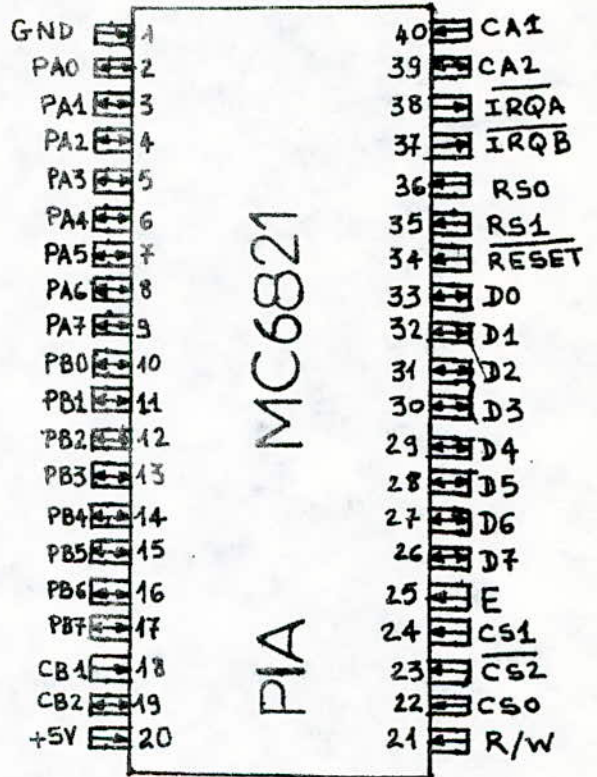 GND 1 40 CA1
PA0 2 39 CA2
PA1 3 38 IRQA
PA2 4 37 IRQB
PA3 5 36 RS0
PA4 6 35 RS1
PA5 7 34 RESET
PA6 8 33 D0
PA7 9 32 D1
PB0 10 31 D2
PB1 11 30 D3
PB2 12 29 D4
PB3 13 28 D5
PB4 14 27 D6
PB5 15 26 D7
PB6 16 25 E
PB7 17 24 CS1
CB1 18 23 CS2
CB2 19 22 CS0
+5V 20 21 R/W
PIA MC6821